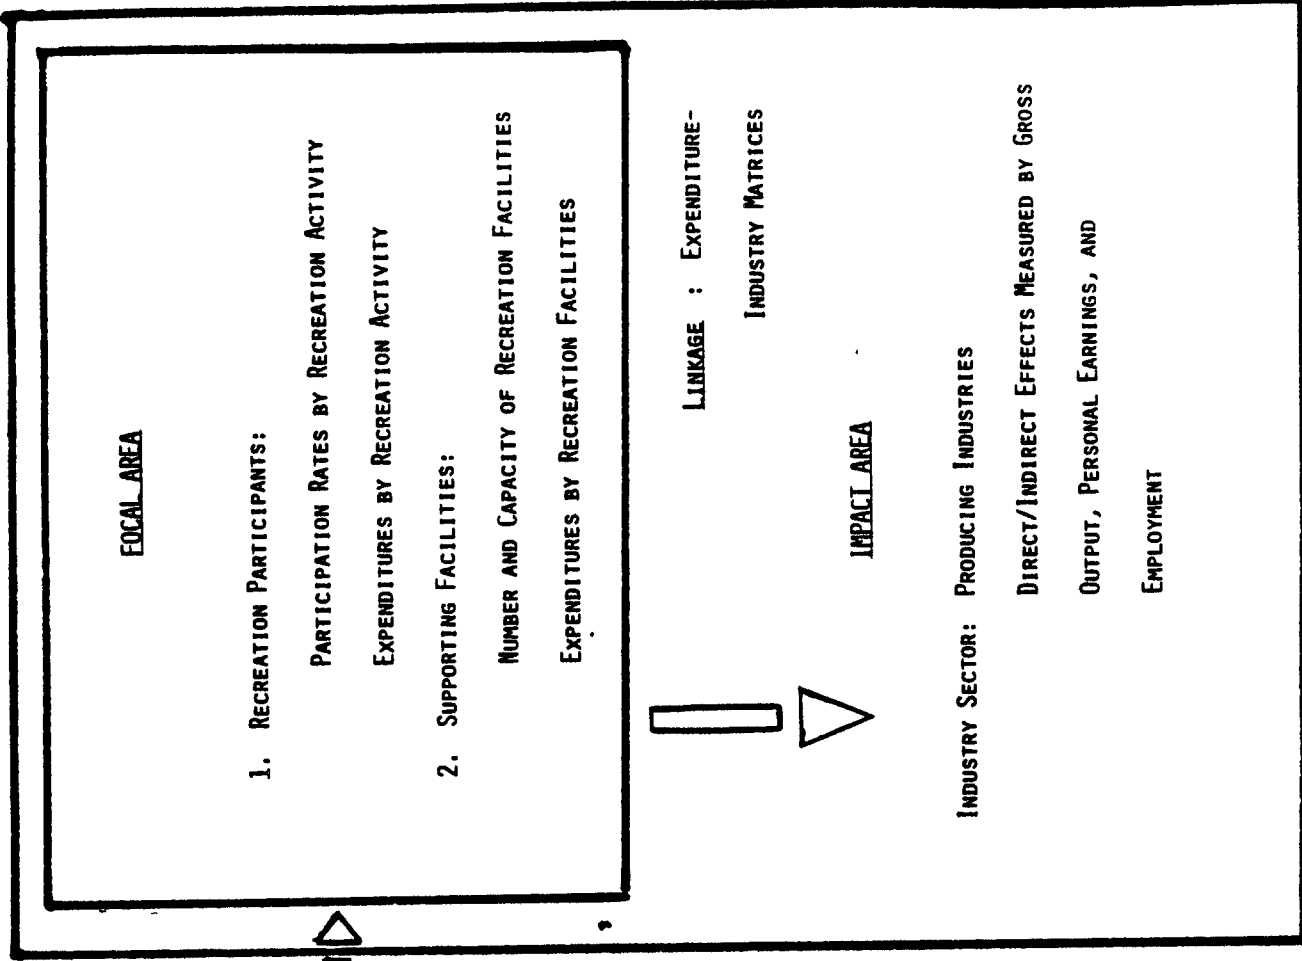 FOCAL AREA
1. RECREATION PARTICIPANTS:
PARTICIPATION RATES BY RECREATION ACTIVITY
EXPENDITURES BY RECREATION ACTIVITY
2. SUPPORTING FACILITIES:
NUMBER AND CAPACITY OF RECREATION FACILITIES
EXPENDITURES BY RECREATION FACILITIES
LINKAGE : EXPENDITURE-
INDUSTRY MATRICES
IMPACT AREA
INDUSTRY SECTOR: PRODUCING INDUSTRIES
DIRECT/INDIRECT EFFECTS MEASURED BY GROSS
OUTPUT, PERSONAL EARNINGS, AND
EMPLOYMENT